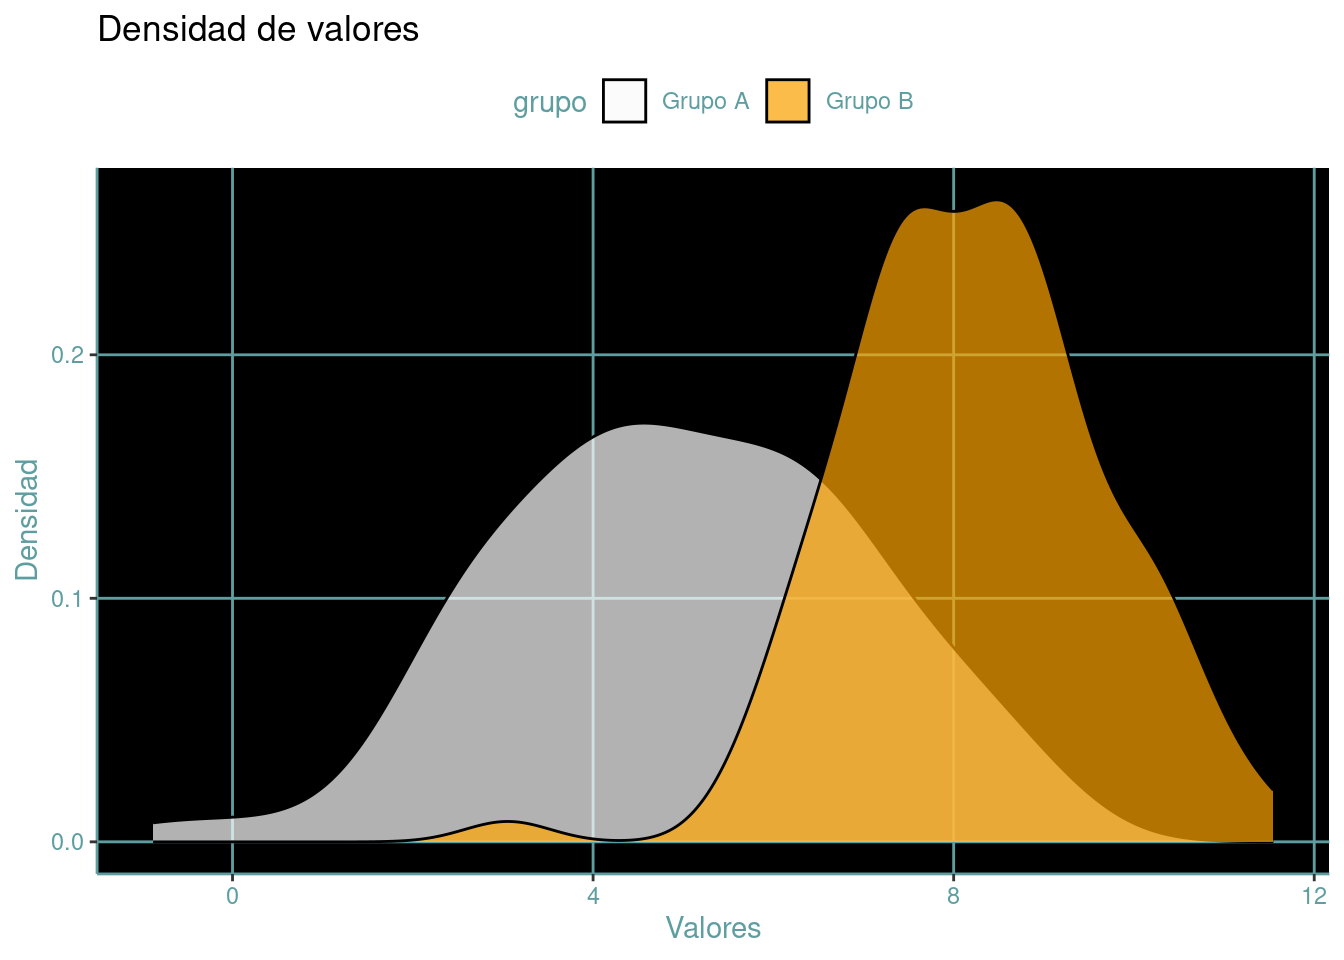 Densidad de valores
grupo Grupo A Grupo B
Densidad
0.2
0.1
0.0
0 4 8 12
Valores